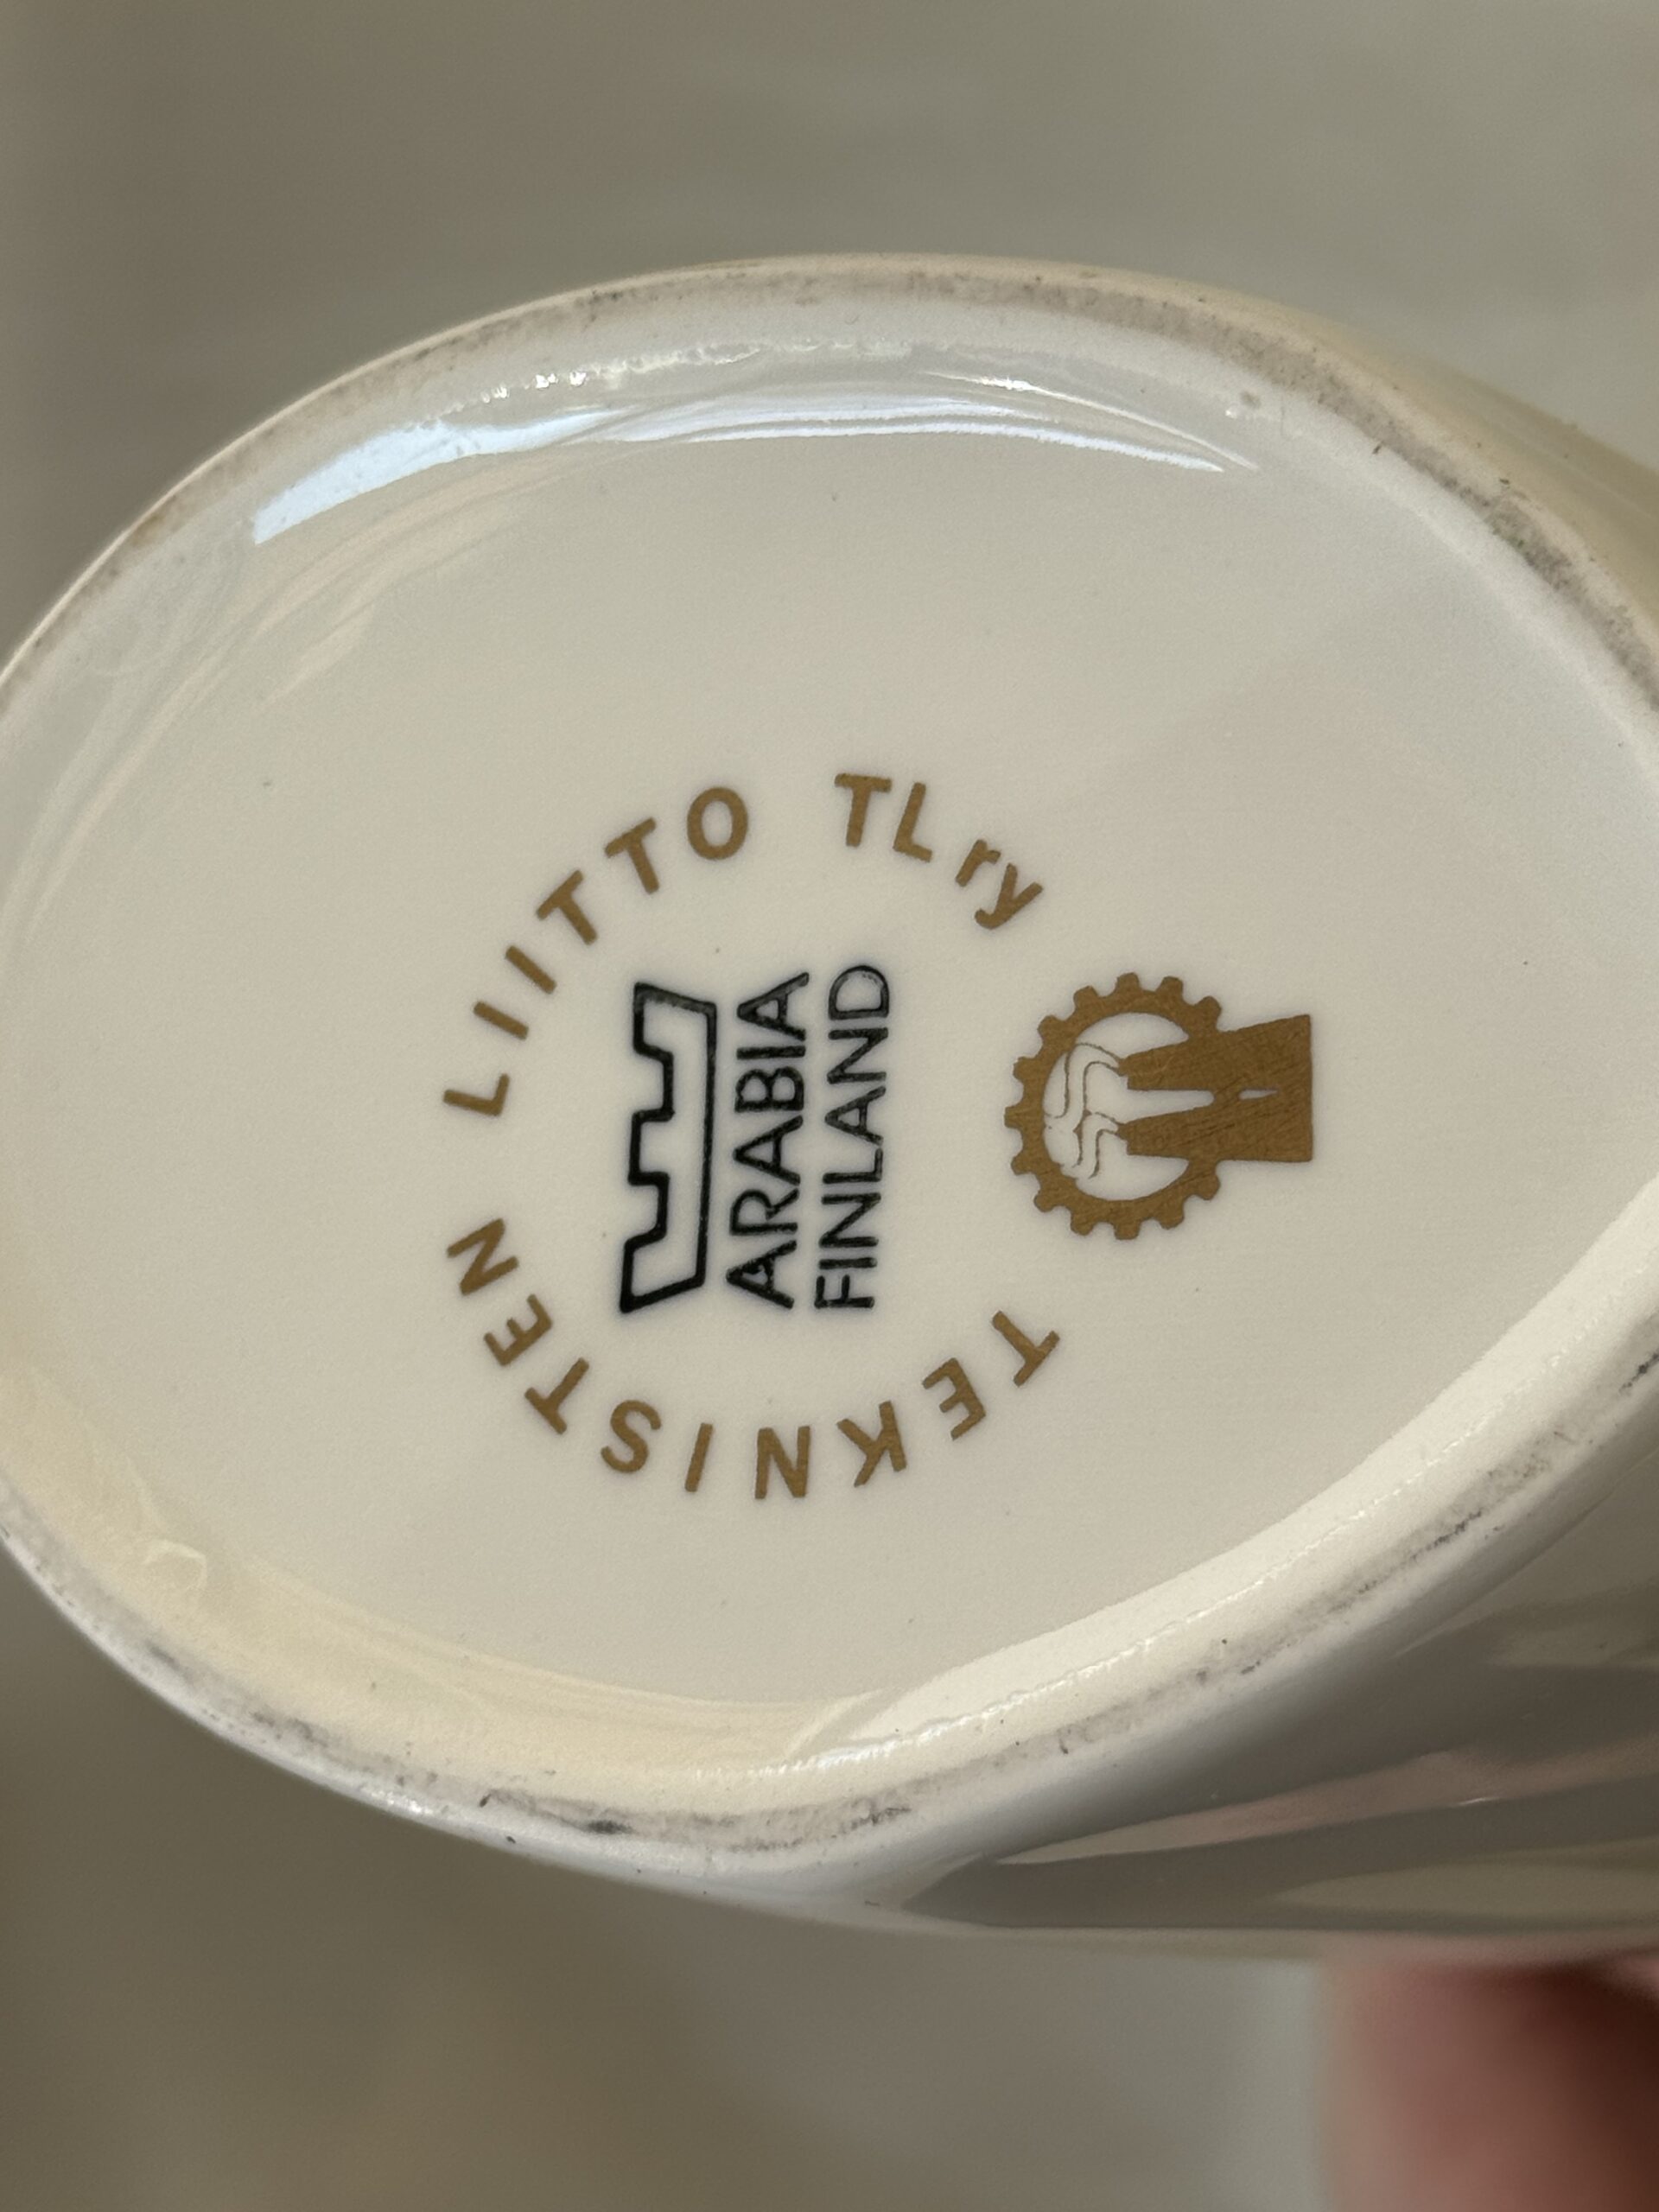 TEKNISTEN LIITTO TL ry
ARABIA
FINLAND